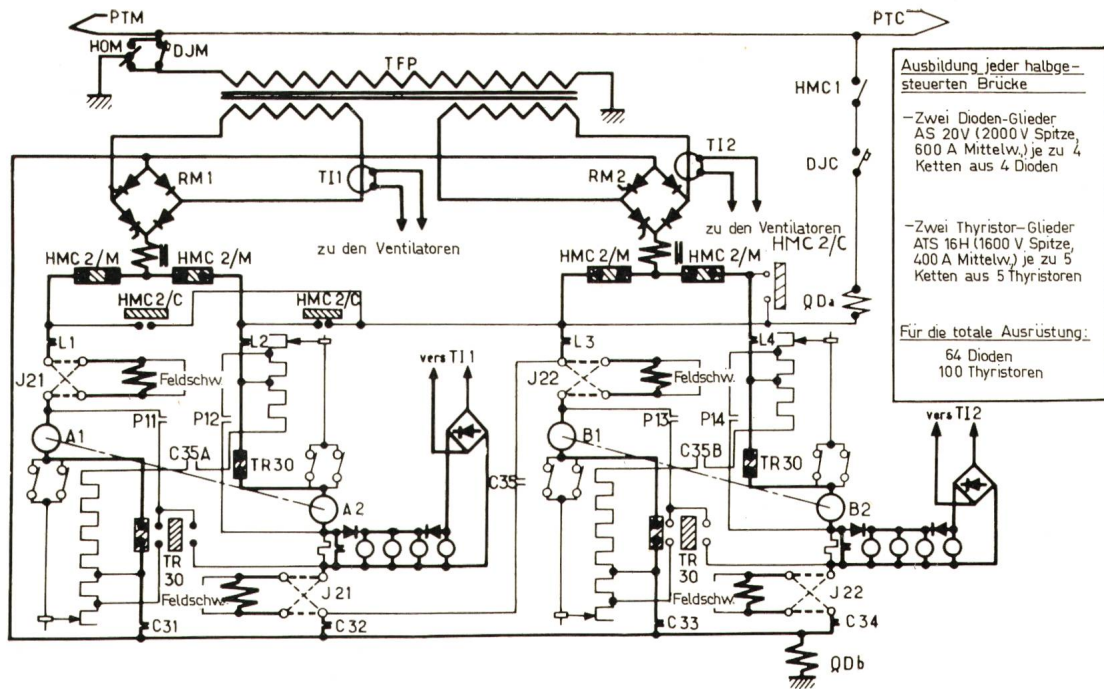 PTM
PTC
HOM
DJM
TFP
HMC1
DJC
RM1
TI1
RM2
TI2
zu den Ventilatoren
zu den Ventilatoren
HMC 2/M
HMC 2/M
HMC 2/M
HMC 2/M
HMC 2/C
HMC 2/C
HMC 2/C
QDa
L1
L2
L3
L4
vers TI1
vers TI2
J21
Feldschw.
J22
Feldschw.
P11
P12
P13
P14
A1
C35A
TR30
C35
B1
C35B
TR30
A2
B2
TR
30
TR
30
Feldschw.
J21
Feldschw.
J22
C31
C32
C33
C34
QDb
Ausbildung jeder halbge-
steuerten Brücke
-Zwei Dioden-Glieder
AS 20V (2000V Spitze,
600 A Mittelw.) je zu 4
Ketten aus 4 Dioden
-Zwei Thyristor-Glieder
ATS 16H (1600 V Spitze,
400 A Mittelw.) je zu 5
Ketten aus 5 Thyristoren
Für die totale Ausrüstung:
64 Dioden
100 Thyristoren